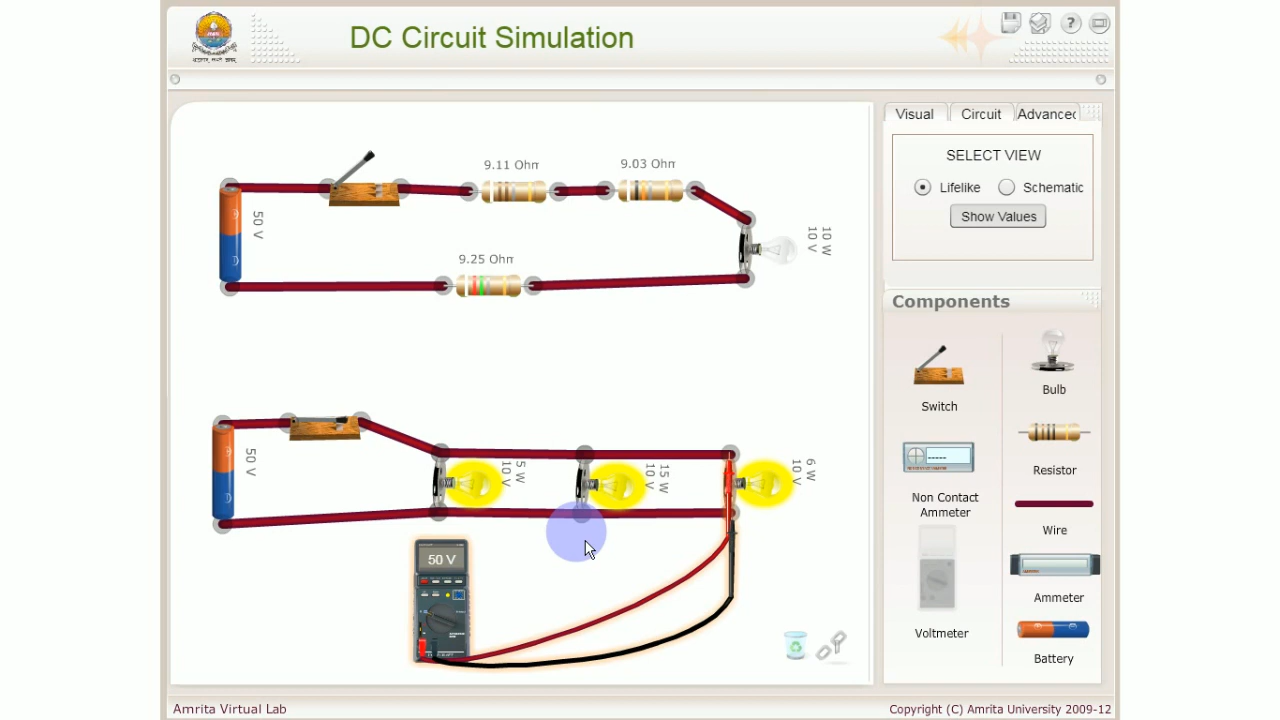 DC Circuit Simulation
?
Visual Circuit Advanced
SELECT VIEW
Lifelike Schematic
Show Values
9.11 Ohm
9.03 Ohm
50 V
10 W
10 V
9.25 Ohm
Components
Switch
Bulb
Resistor
Non Contact
Ammeter
Wire
Ammeter
Voltmeter
Battery
50 V
5 W
10 V
15 W
10 V
6 W
10 V
50 V
Amrita Virtual Lab
Copyright (C) Amrita University 2009-12